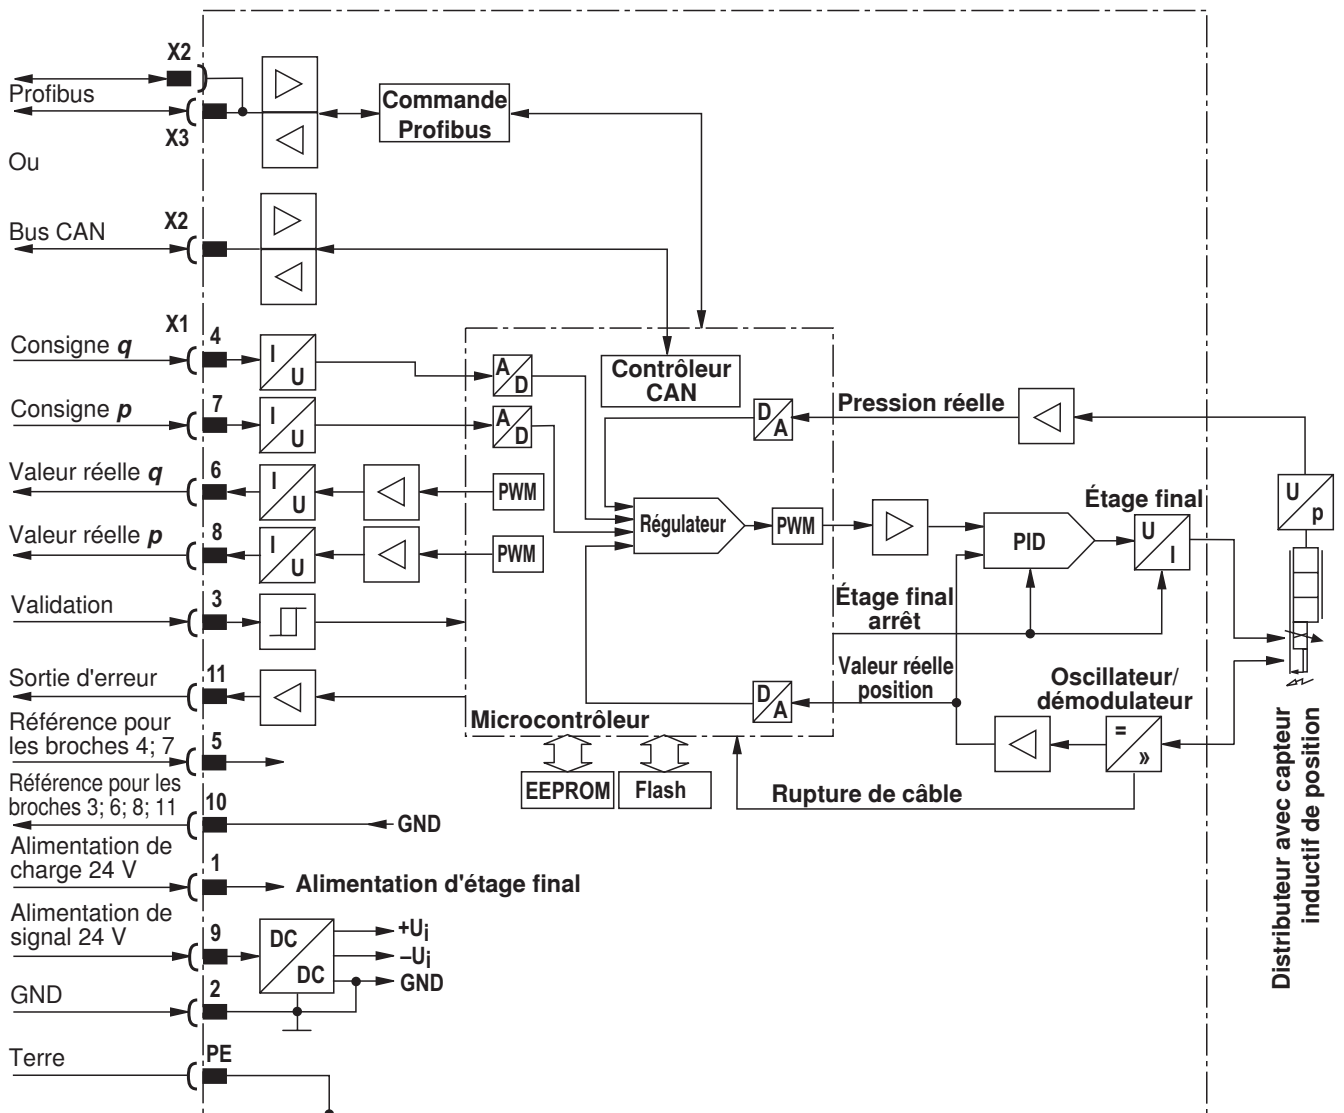 X2
Profibus
X3
Commande
Profibus
Ou
Bus CAN
X2
X1
Consigne q
4
I
U
A
D
Contrôleur
CAN
Consigne p
7
I
U
A
D
D
A
Pression réelle
Valeur réelle q
6
I
U
PWM
U
p
Régulateur
PWM
PID
Étage final
U
I
Valeur réelle p
8
I
U
PWM
Validation
3
Étage final
arrêt
Sortie d'erreur
11
Valeur réelle
position
D
A
Oscillateur/
démodulateur
=
»
Microcontrôleur
Référence pour
les broches 4; 7
5
EEPROM
Flash
Rupture de câble
Référence pour les
broches 3; 6; 8; 11
10
GND
Alimentation de
charge 24 V
1
Alimentation d'étage final
Alimentation de
signal 24 V
9
DC
DC
+Ui
–Ui
GND
GND
2
Terre
PE
Distributeur avec capteur
inductif de position